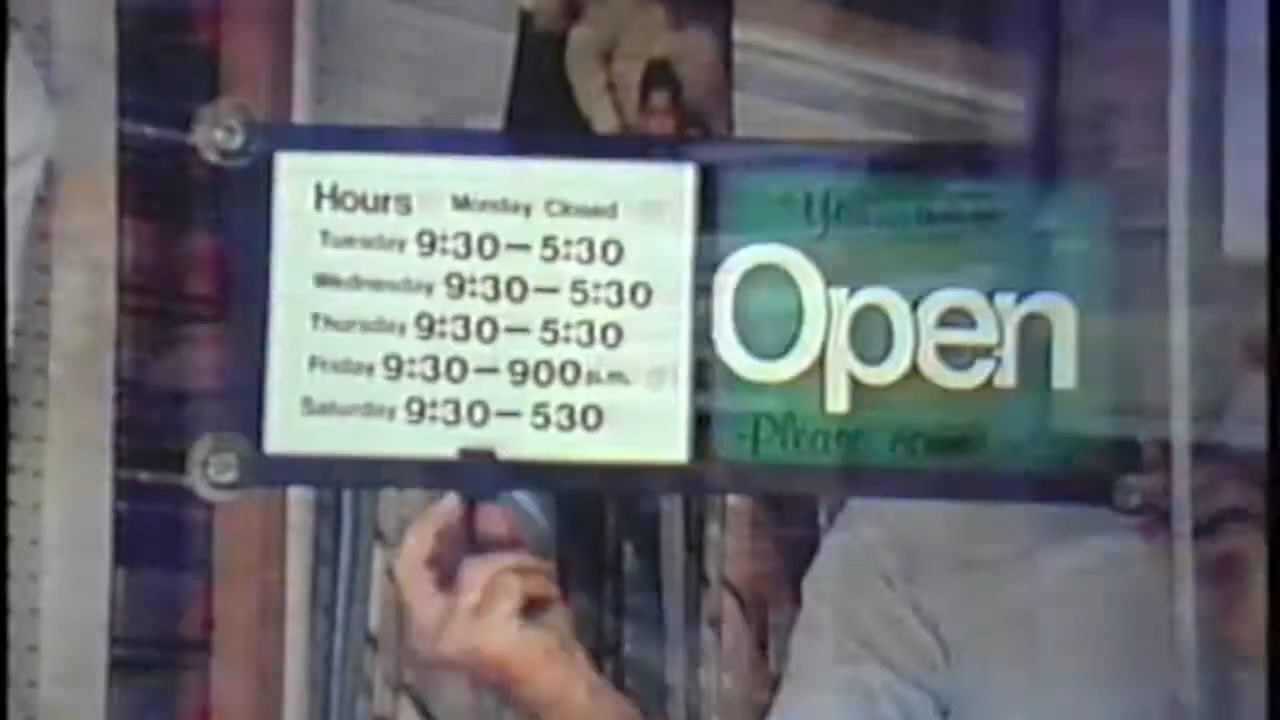 Hours Monday Closed
Tuesday 9:30-5:30
Wednesday 9:30-5:30
Thursday 9:30-5:30
Friday 9:30-900 p.m.
Saturday 9:30-530
Open
Please